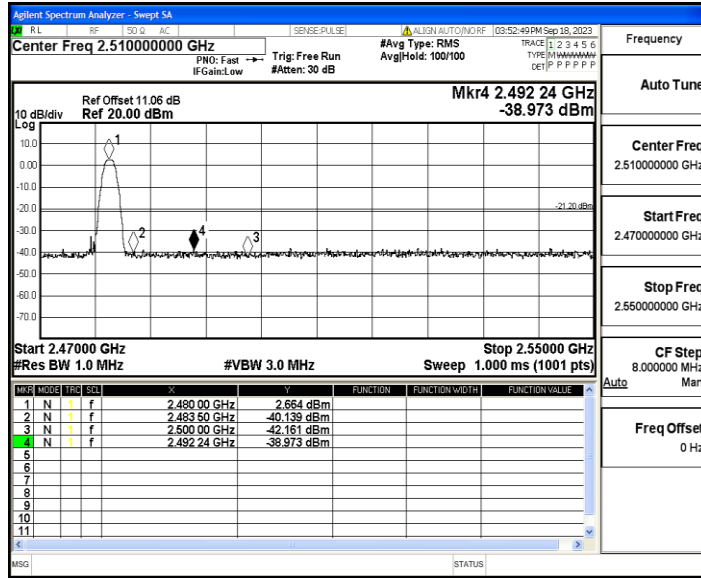 Agilent Spectrum Analyzer - Swept SA
RL RF 50 Ω AC SENSE:PULSE ALIGN AUTO/NO RF 03:52:49 PM Sep 18, 2023
Center Freq 2.510000000 GHz #Avg Type: RMS TRACE 1 2 3 4 5 6 Frequency
PNO: Fast Trig: Free Run Avg|Hold: 100/100 TYPE M WWWWW
IFGain:Low #Atten: 30 dB DET P P P P P P
Auto Tune
Ref Offset 11.06 dB Mkr4 2.492 24 GHz
10 dB/div Ref 20.00 dBm -38.973 dBm
Log
10.0
0.00
-10.0
-20.0
-30.0
-40.0
-50.0
-60.0
-70.0
1
2
4
3
-21.20 dBm
Center Freq
2.510000000 GHz
Start Freq
2.470000000 GHz
Stop Freq
2.550000000 GHz
Start 2.47000 GHz Stop 2.55000 GHz
#Res BW 1.0 MHz #VBW 3.0 MHz Sweep 1.000 ms (1001 pts)
CF Step
8.000000 MHz
Auto Man
MKR MODE TRC SCL X Y FUNCTION FUNCTION WIDTH FUNCTION VALUE
1 N 1 f 2.480 00 GHz 2.664 dBm
2 N 1 f 2.483 50 GHz -40.139 dBm
3 N 1 f 2.500 00 GHz -42.161 dBm
4 N 1 f 2.492 24 GHz -38.973 dBm
5
6
7
8
9
10
11
Freq Offset
0 Hz
MSG STATUS